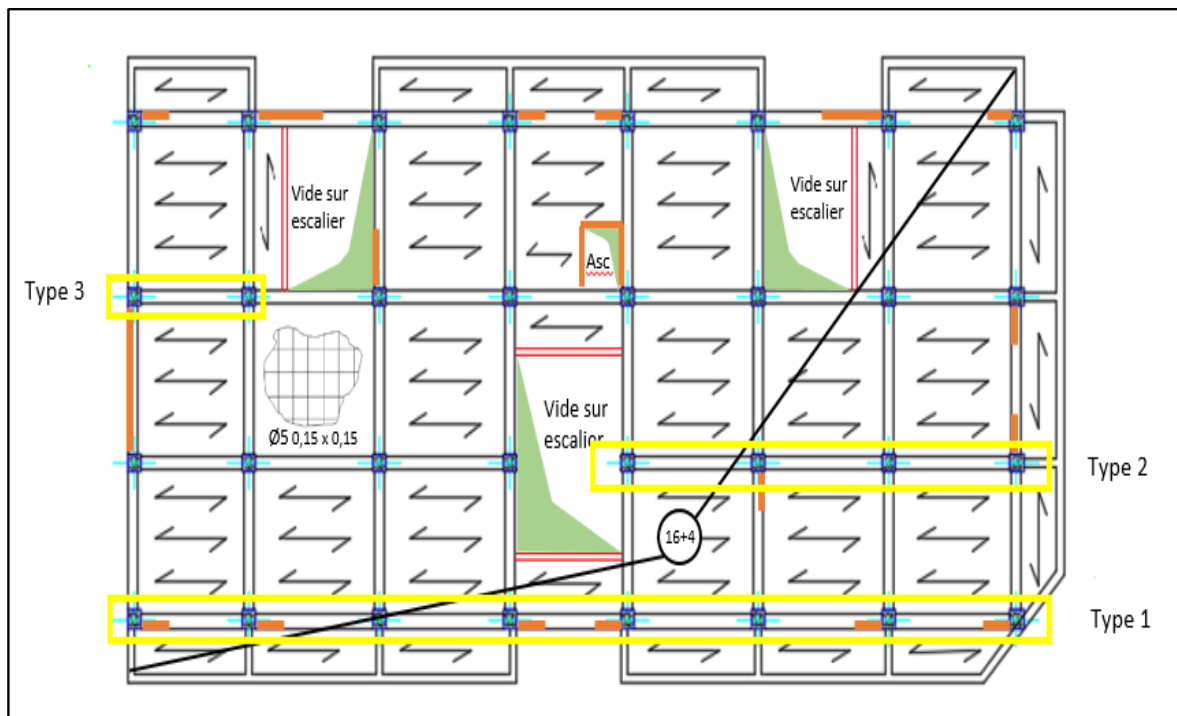 Vide sur
escalier
Vide sur
escalier
Asc
Type 3
Ø5 0,15 x 0,15
Vide sur
escalier
Type 2
16+4
Type 1